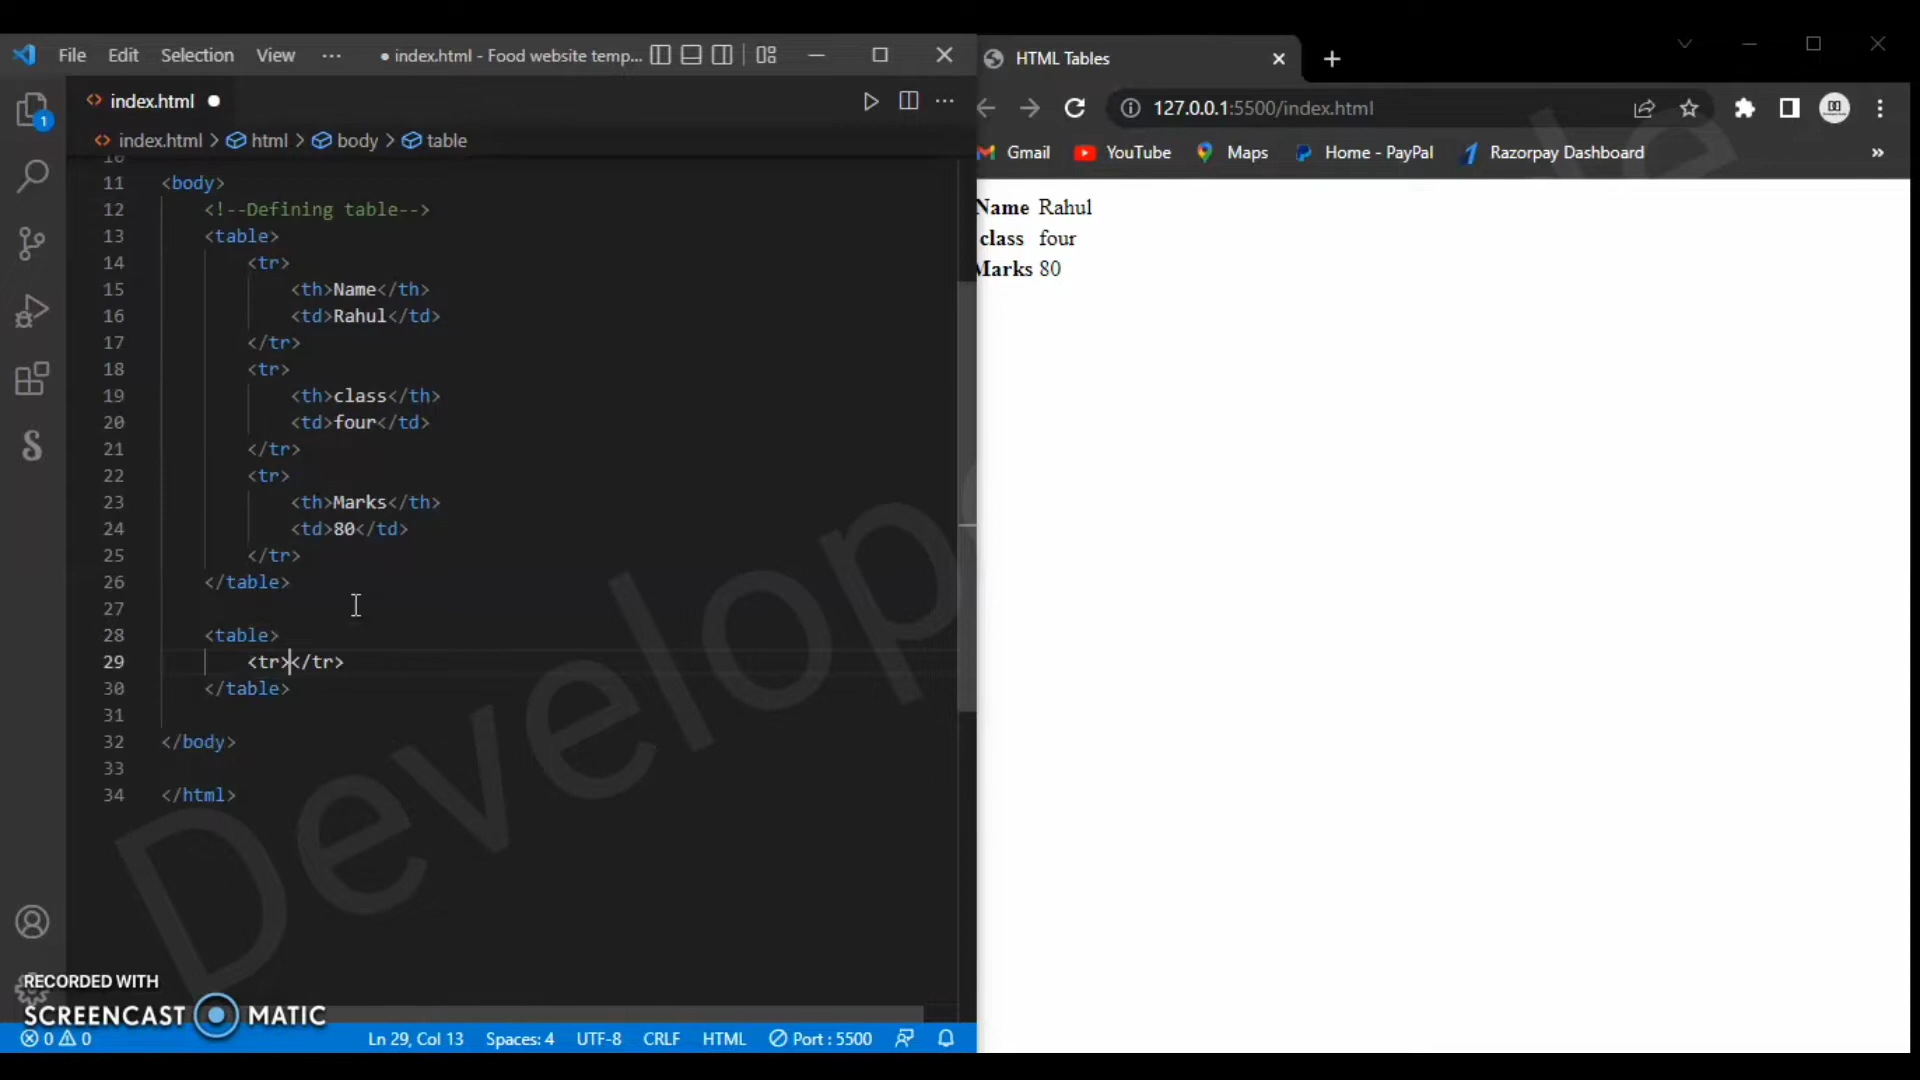 File Edit Selection View ··· ● index.html - Food website temp...
index.html ●
1
index.html > html > body > table
10
11 <body>
12 <!--Defining table-->
13 <table>
14 <tr>
15 <th>Name</th>
16 <td>Rahul</td>
17 </tr>
18 <tr>
19 <th>class</th>
20 <td>four</td>
21 </tr>
22 <tr>
23 <th>Marks</th>
24 <td>80</td>
25 </tr>
26 </table>
27
28 <table>
29 <tr></tr>
30 </table>
31
32 </body>
33
34 </html>
RECORDED WITH
SCREENCAST MATIC
0 0 Ln 29, Col 13 Spaces: 4 UTF-8 CRLF HTML Port : 5500
HTML Tables
127.0.0.1:5500/index.html
Gmail YouTube Maps Home - PayPal Razorpay Dashboard »
Name Rahul
class four
Marks 80